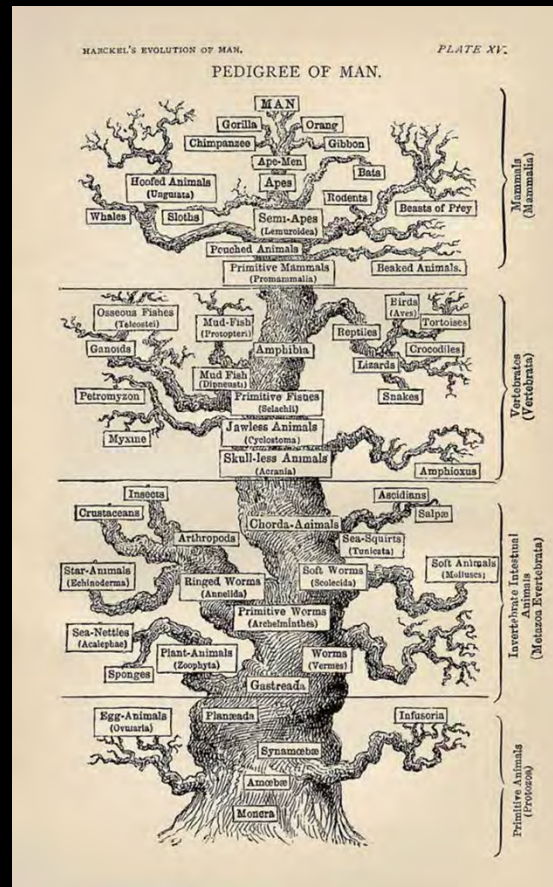 HAECKEL'S EVOLUTION OF MAN.
PLATE XV.
PEDIGREE OF MAN.
MAN
Gorilla
Orang
Chimpanzee
Gibbon
Ape-Men
Bats
Hoofed Animals
(Ungulata)
Apes
Rodents
Whales
Sloths
Beasts of Prey
Semi-Apes
(Lemuroidea)
Pouched Animals
Primitive Mammals
(Promammalia)
Beaked Animals.
Mammals
(Mammalia)
Osseous Fishes
(Teleostei)
Mud-Fish
(Protopteri)
Birds
(Aves)
Tortoises
Reptiles
Ganoids
Amphibia
Crocodiles
Lizards
Mud Fish
(Dipneusti)
Petromyzon
Primitive Fishes
(Selachii)
Snakes
Jawless Animals
(Cyclostoma)
Myxine
Skull-less Animals
(Acrania)
Amphioxus
Vertebrates
(Vertebrata)
Insects
Ascidians
Crustaceans
Salpæ
Chorda-Animals
Arthropods
Sea-Squirts
(Tunicata)
Star-Animals
(Echinoderma)
Ringed Worms
(Annelida)
Soft Worms
(Scolecida)
Soft Animals
(Molluscs)
Primitive Worms
(Archelminthes)
Sea-Nettles
(Acalephae)
Plant-Animals
(Zoophyta)
Worms
(Vermes)
Sponges
Gastreada
Invertebrate Intestinal
Animals
(Metazoa Evertebrata)
Egg-Animals
(Ovularia)
Planæada
Infusoria
Synamœbæ
Amœbæ
Monera
Primitive Animals
(Protozoa)